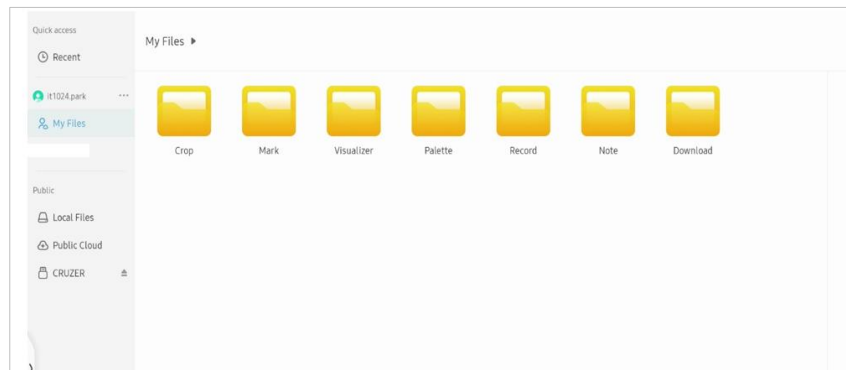 Quick access
Recent
it1024.park
My Files
Public
Local Files
Public Cloud
CRUZER
My Files
Crop
Mark
Visualizer
Palette
Record
Note
Download